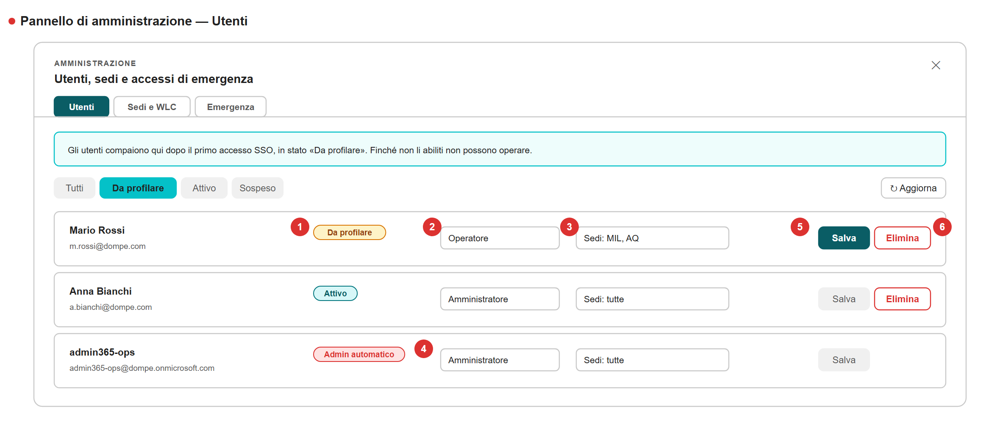 Pannello di amministrazione — Utenti
AMMINISTRAZIONE
Utenti, sedi e accessi di emergenza
Utenti
Sedi e WLC
Emergenza
Gli utenti compaiono qui dopo il primo accesso SSO, in stato «Da profilare». Finché non li abiliti non possono operare.
Tutti
Da profilare
Attivo
Sospeso
↻ Aggiorna
Mario Rossi
m.rossi@dompe.com
1
Da profilare
2
Operatore
3
Sedi: MIL, AQ
5
Salva
Elimina
6
Anna Bianchi
a.bianchi@dompe.com
Attivo
Amministratore
Sedi: tutte
Salva
Elimina
admin365-ops
admin365-ops@dompe.onmicrosoft.com
Admin automatico
4
Amministratore
Sedi: tutte
Salva